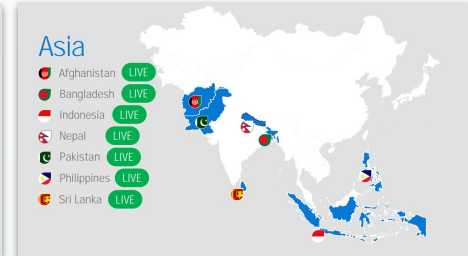 Asia
Afghanistan LIVE
Bangladesh LIVE
Indonesia LIVE
Nepal LIVE
Pakistan LIVE
Philippines LIVE
Sri Lanka LIVE